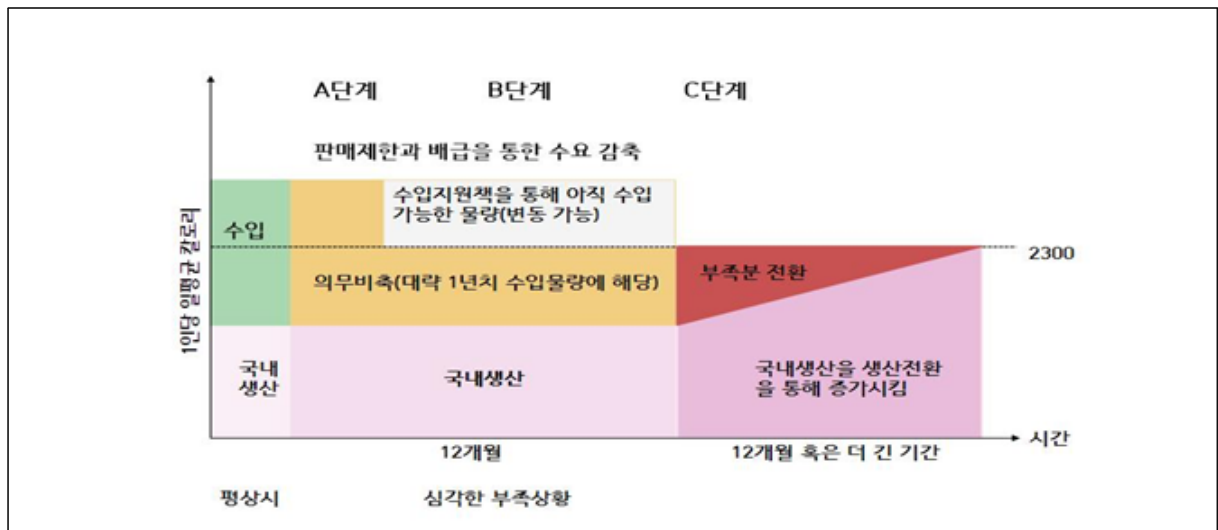 A단계 B단계 C단계
판매제한과 배급을 통한 수요 감축
수입지원책을 통해 아직 수입
가능한 물량(변동 가능)
수입
1인당 일평균 칼로리
2300
부족분 전환
의무비축(대략 1년치 수입물량에 해당)
국내
생산
국내생산
국내생산을 생산전환
을 통해 증가시킴
시간
12개월
12개월 혹은 더 긴 기간
평상시
심각한 부족상황